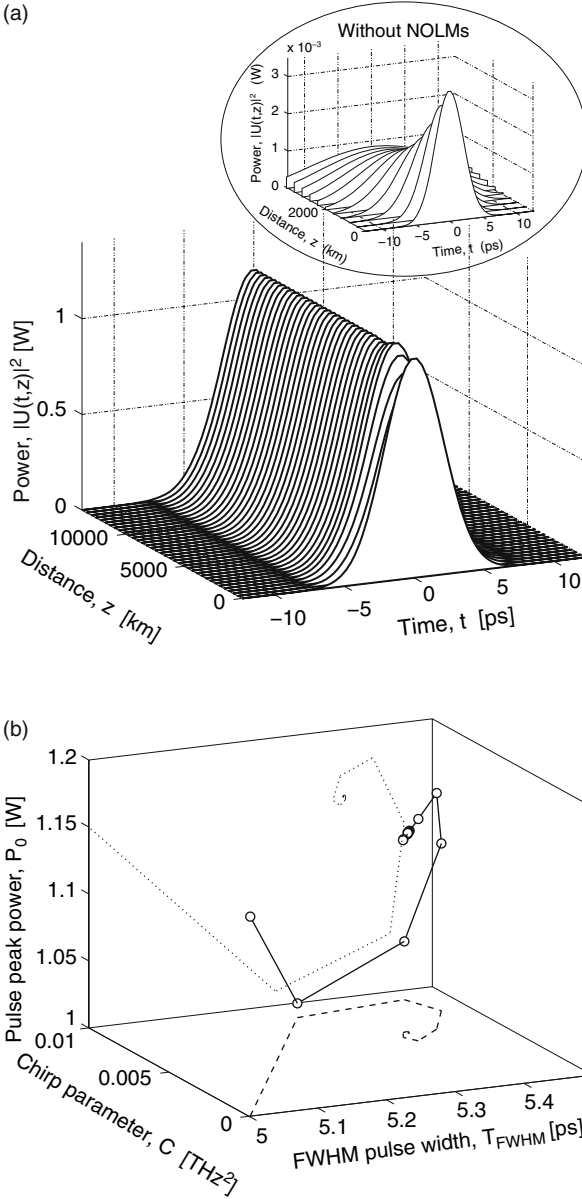 (a)
Without NOLMs
x 10⁻³
3
2
1
0
Power, |U(t,z)|² (W)
2000
0
Distance, z (km)
−10
−5
0
5
10
Time, t (ps)
1
0.5
0
Power, |U(t,z)|² [W]
10000
5000
0
Distance, z [km]
−10
−5
0
5
10
Time, t [ps]
(b)
1.2
1.15
1.1
1.05
1
Pulse peak power, P₀ [W]
0.01
0.005
0
Chirp parameter, C [THz²]
5
5.1
5.2
5.3
5.4
FWHM pulse width, T_FWHM [ps]